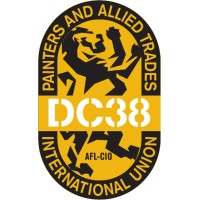 PAINTERS AND ALLIED TRADES
DC38
AFL-CIO
INTERNATIONAL UNION